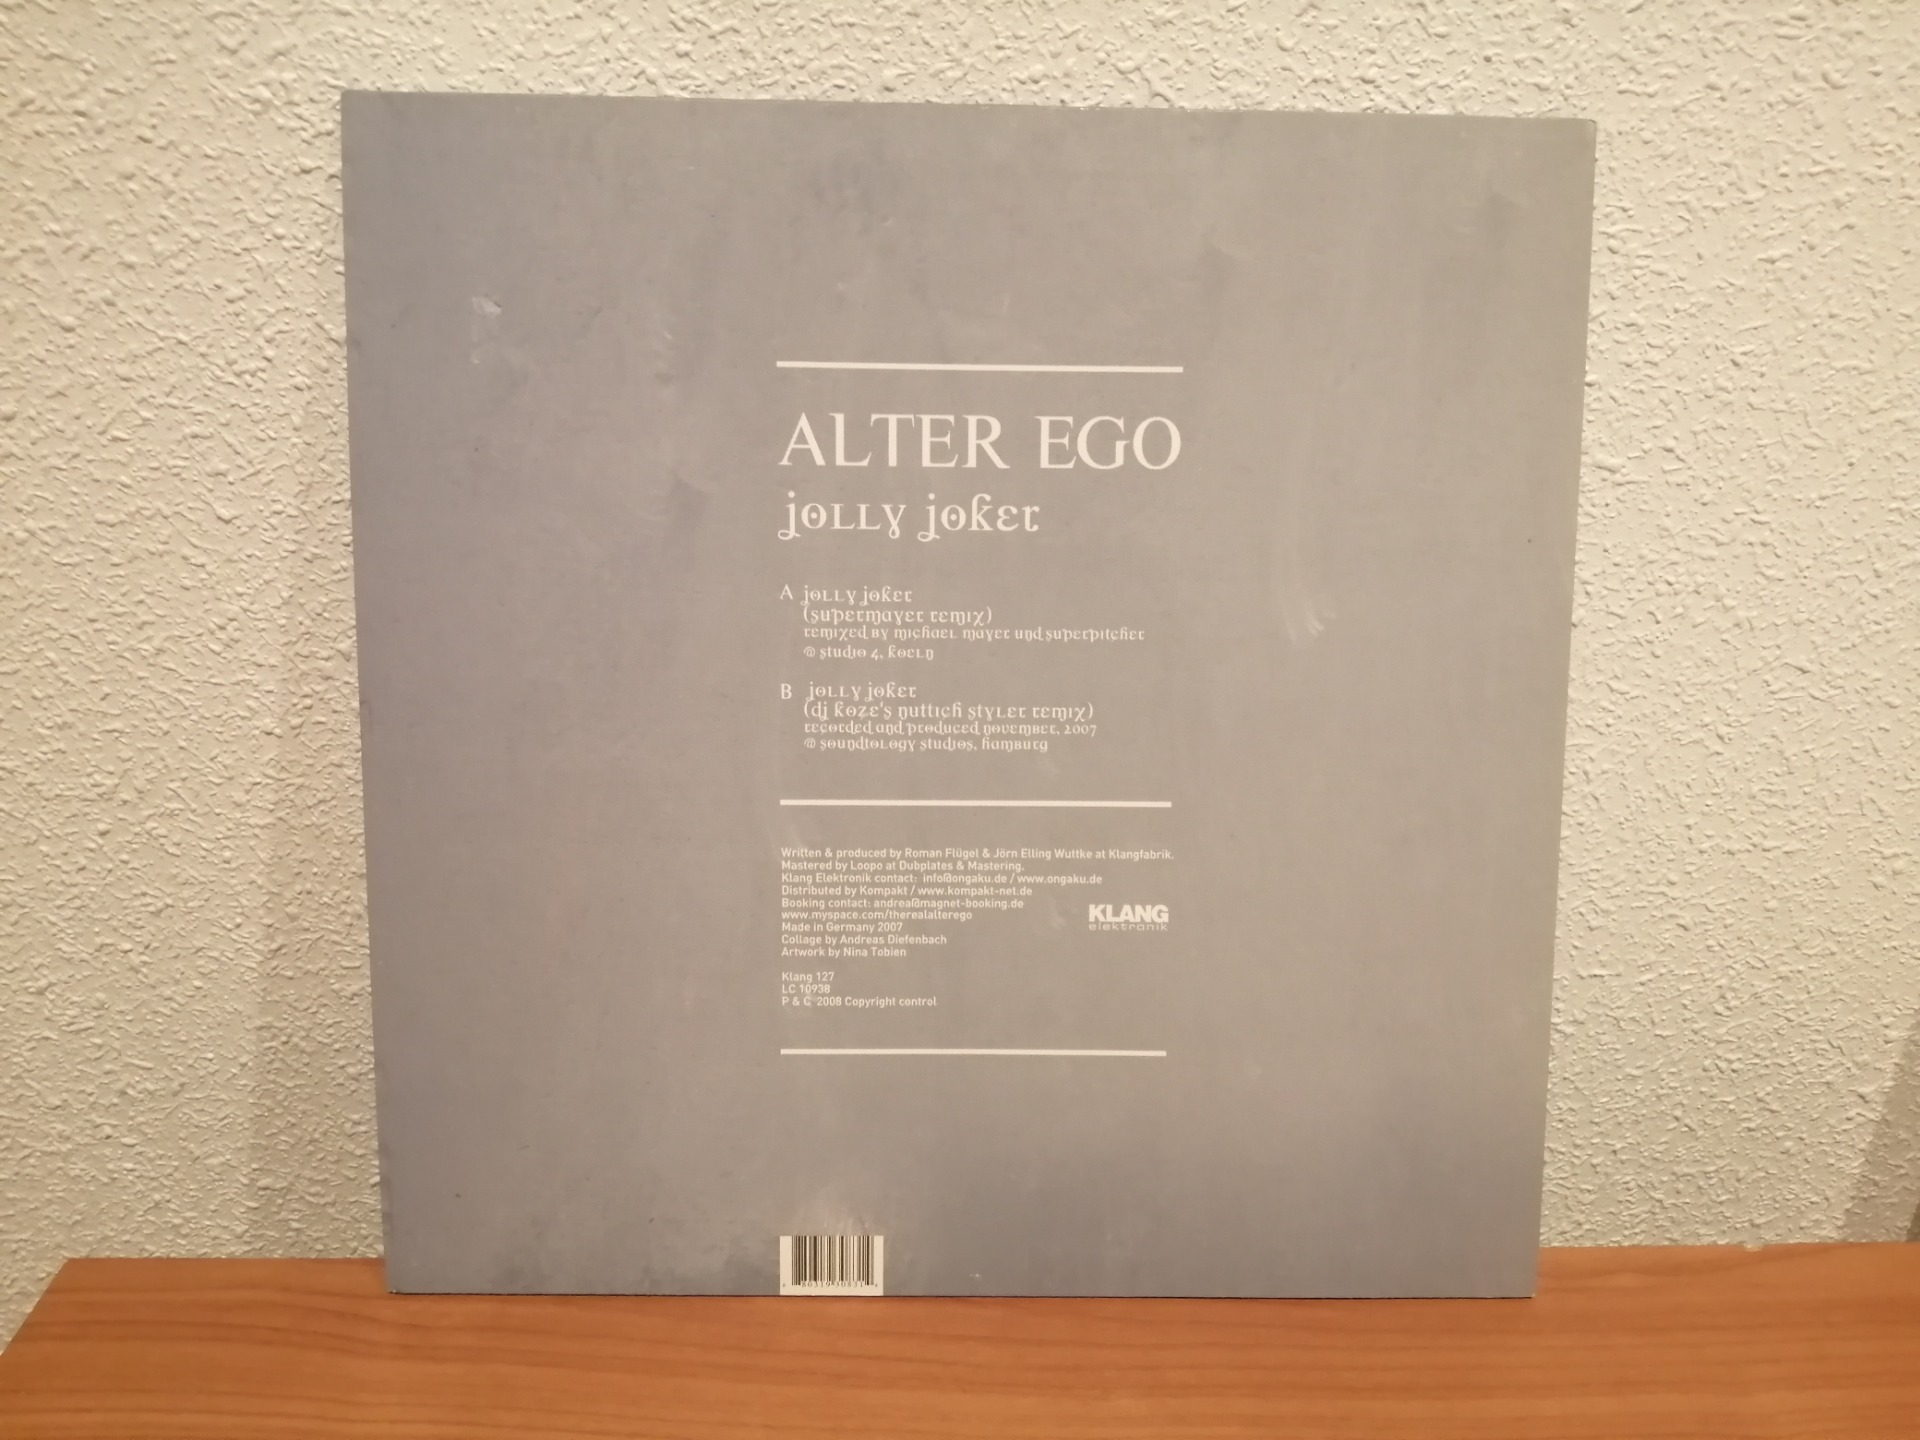 ALTER EGO
jolly joker
A jolly joker
(supermayer remix)
remixed by michael mayer und superpitcher
@ studio 4, koeln
B jolly joker
(dj koze's nuttich styler remix)
recorded and produced november, 2007
@ soundtology studios, hamburg
Written & produced by Roman Flügel & Jörn Elling Wuttke at Klangfabrik.
Mastered by Loopo at Dubplates & Mastering.
Klang Elektronik contact: info@ongaku.de / www.ongaku.de
Distributed by Kompakt / www.kompakt-net.de
Booking contact: andrea@magnet-booking.de
www.myspace.com/therealalterego
Made in Germany 2007
Collage by Andreas Diefenbach
Artwork by Nina Tobien
KLANG
elektronik
Klang 127
LC 10938
P & C 2008 Copyright control